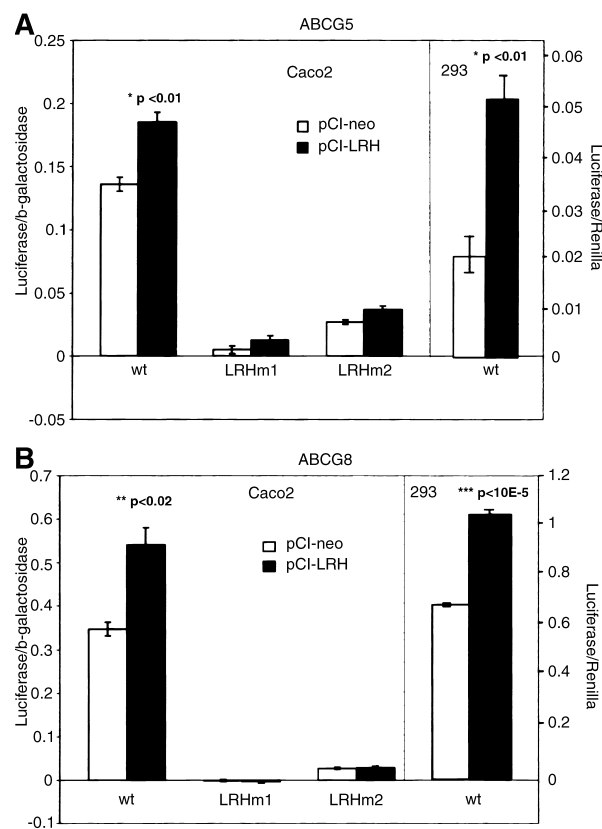 A
ABCG5
0.25
0.2
0.15
0.1
0.05
0
-0.05
Luciferase/b-galactosidase
Caco2
* p <0.01
pCI-neo
pCI-LRH
293
* p <0.01
0.06
0.05
0.04
0.03
0.02
0.01
0
Luciferase/Renilla
wt
LRHm1
LRHm2
wt
B
ABCG8
0.7
0.6
0.5
0.4
0.3
0.2
0.1
0
-0.1
Luciferase/b-galactosidase
Caco2
** p<0.02
pCI-neo
pCI-LRH
293
*** p<10E-5
1.2
1
0.8
0.6
0.4
0.2
0
Luciferase/Renilla
wt
LRHm1
LRHm2
wt